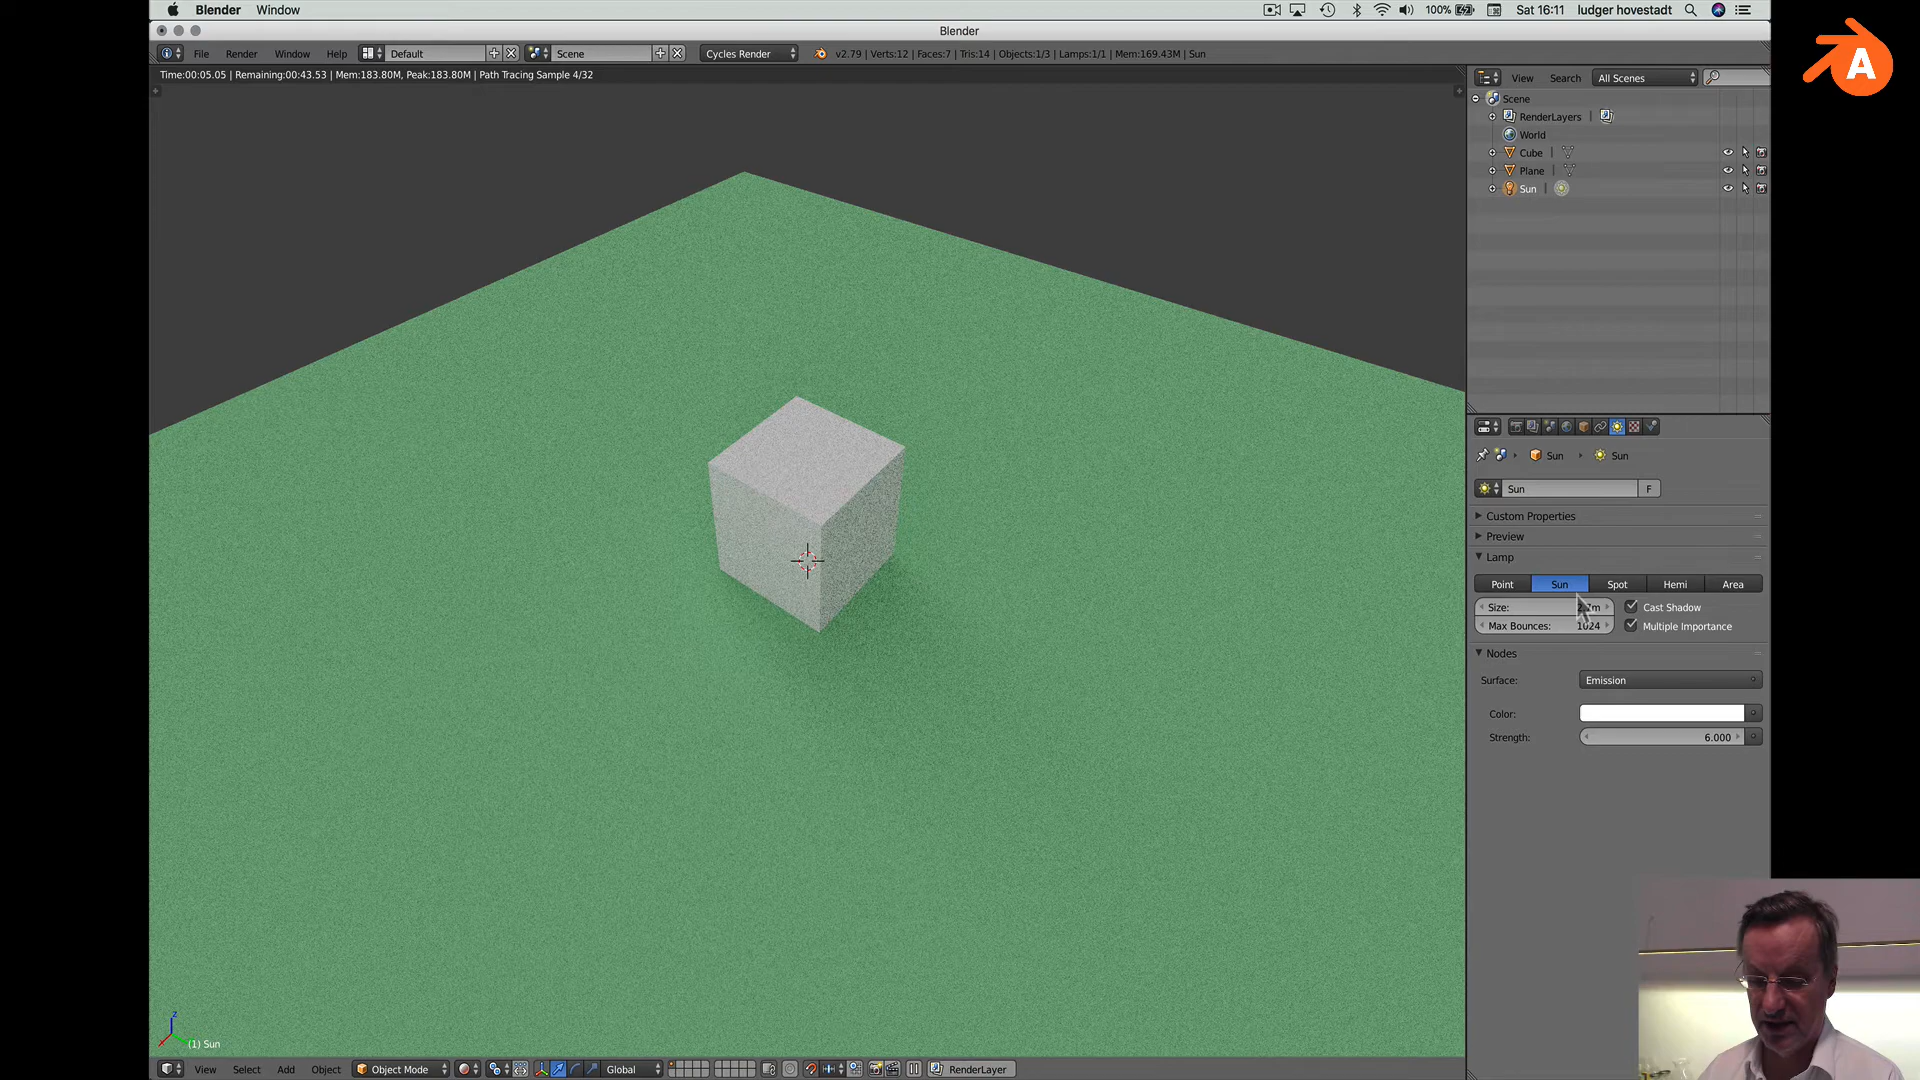 Blender Window 100% Sat 16:11 ludger hovestadt
Blender
File Render Window Help Default Scene Cycles Render v2.79 | Verts:12 | Faces:7 | Tris:14 | Objects:1/3 | Lamps:1/1 | Mem:169.43M | Sun
Time:00:05.05 | Remaining:00:43.53 | Mem:183.80M, Peak:183.80M | Path Tracing Sample 4/32
A
View Search All Scenes
Scene
RenderLayers
World
Cube
Plane
Sun
Sun Sun
Sun F
Custom Properties
Preview
Lamp
Point Sun Spot Hemi Area
Size: Cast Shadow
Max Bounces: 1024 Multiple Importance
Nodes
Surface: Emission
Color:
Strength: 6.000
z
(1) Sun
View Select Add Object Object Mode Global RenderLayer